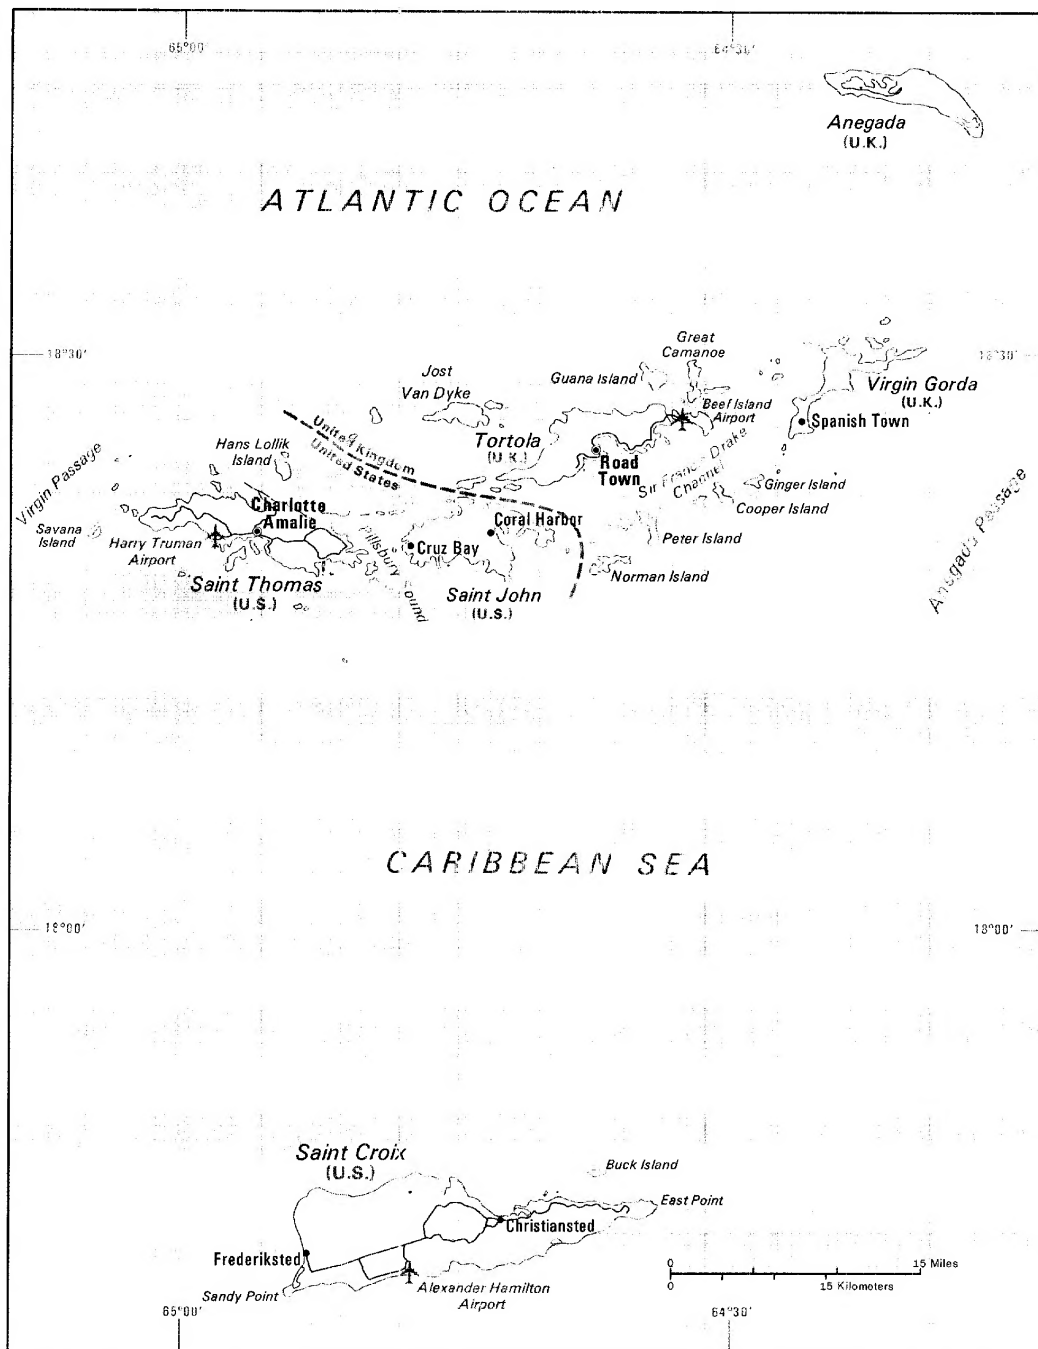 65°00'
64°30'
Anegada
(U.K.)
ATLANTIC OCEAN
18°30'
18°30'
Great
Camanoe
Guana Island
Jost
Van Dyke
Virgin Gorda
(U.K.)
Beef Island
Airport
Spanish Town
United Kingdom
United States
Tortola
(U.K.)
Road
Town
Sir Francis Drake
Channel
Hans Lollik
Island
Virgin Passage
Ginger Island
Cooper Island
Charlotte
Amalie
Coral Harbor
Savana
Island
Harry Truman
Airport
Pillsbury Sound
Cruz Bay
Peter Island
Anegada Passage
Norman Island
Saint Thomas
(U.S.)
Saint John
(U.S.)
CARIBBEAN SEA
18°00'
18°00'
Saint Croix
(U.S.)
Buck Island
East Point
Christiansted
Frederiksted
Sandy Point
Alexander Hamilton
Airport
0 15 Miles
0 15 Kilometers
65°00'
64°30'